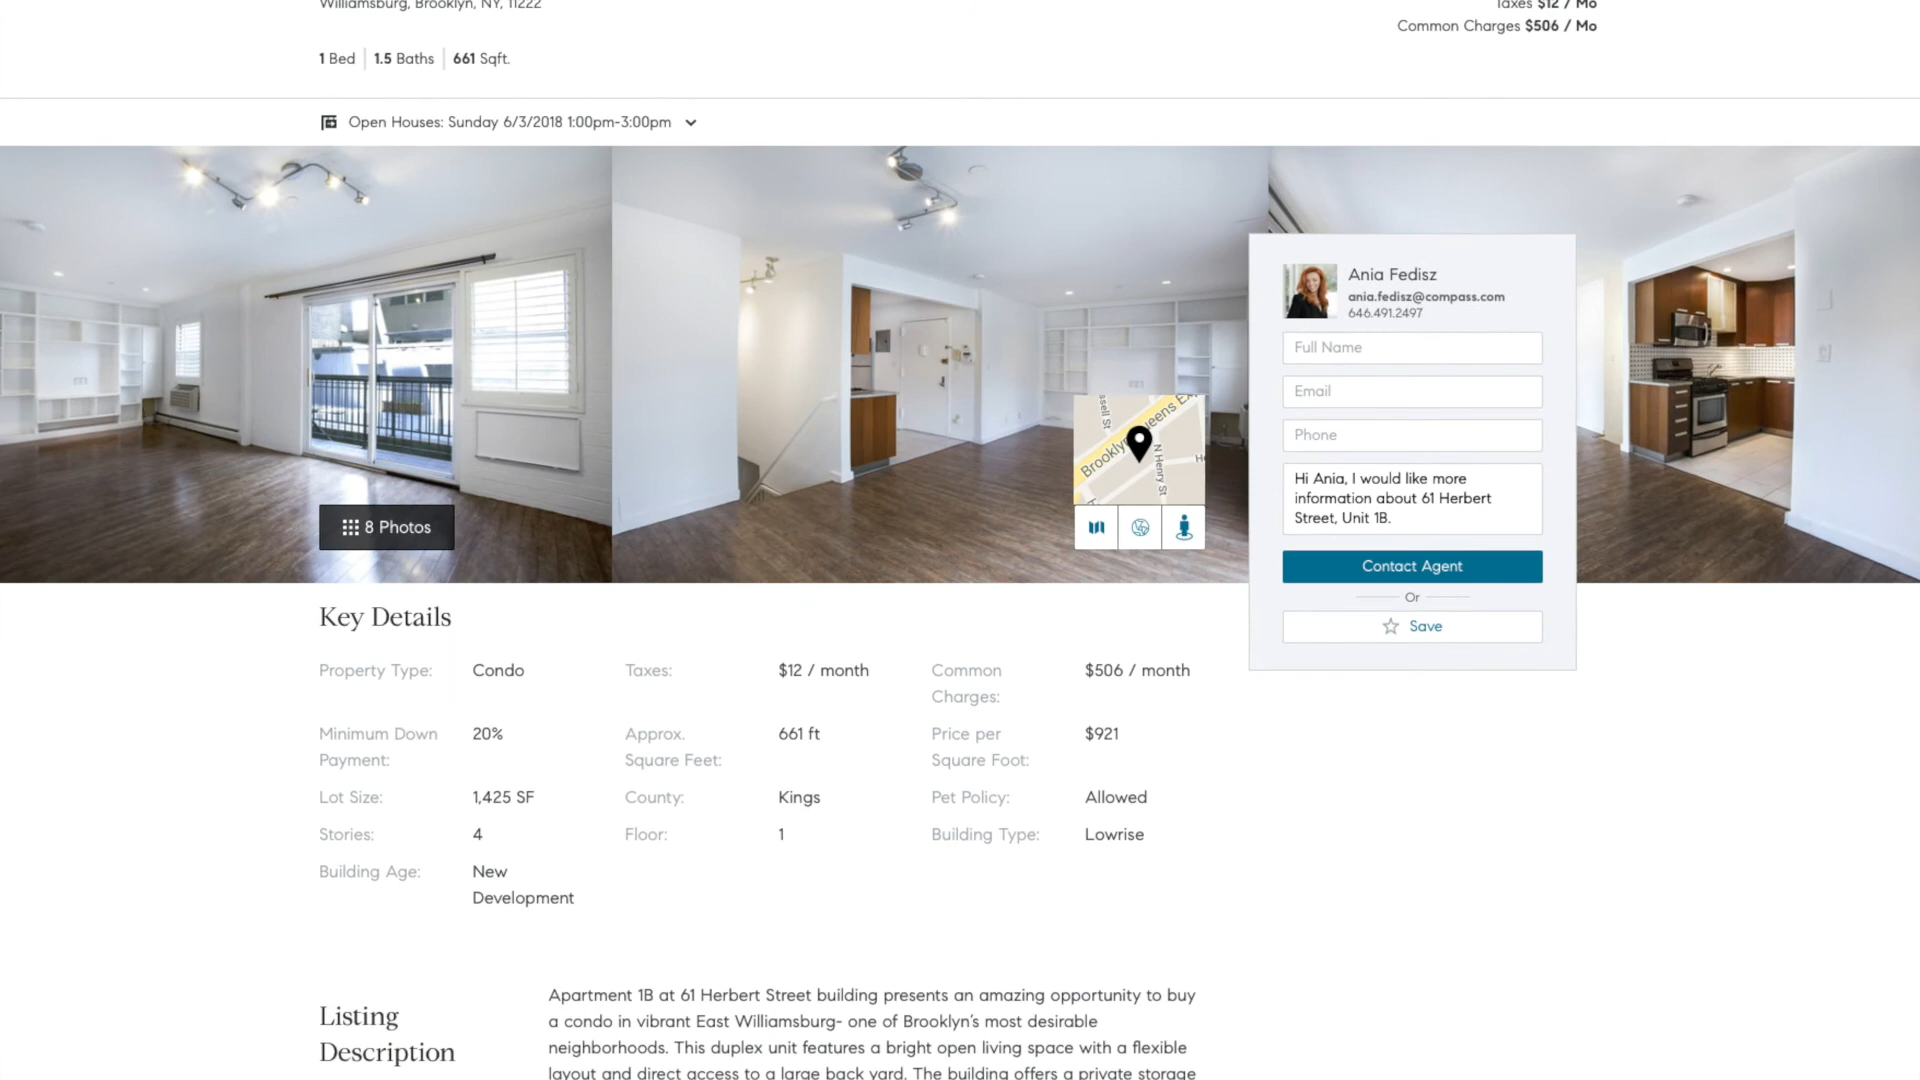 Williamsburg, Brooklyn, NY, 11222
Taxes $12 / Mo
Common Charges $506 / Mo
1 Bed 1.5 Baths 661 Sqft.
Open Houses: Sunday 6/3/2018 1:00pm-3:00pm
8 Photos
Brooklyn Queens Ex
N Henry St
ssell St
H
H
Ania Fedisz
ania.fedisz@compass.com
646.491.2497
Full Name
Email
Phone
Hi Ania, I would like more
information about 61 Herbert
Street, Unit 1B.
Contact Agent
Or
Save
Key Details
Property Type: Condo Taxes: $12 / month Common Charges: $506 / month
Minimum Down Payment: 20% Approx. Square Feet: 661 ft Price per Square Foot: $921
Lot Size: 1,425 SF County: Kings Pet Policy: Allowed
Stories: 4 Floor: 1 Building Type: Lowrise
Building Age: New Development
Listing
Description
Apartment 1B at 61 Herbert Street building presents an amazing opportunity to buy
a condo in vibrant East Williamsburg- one of Brooklyn's most desirable
neighborhoods. This duplex unit features a bright open living space with a flexible
layout and direct access to a large back yard. The building offers a private storage